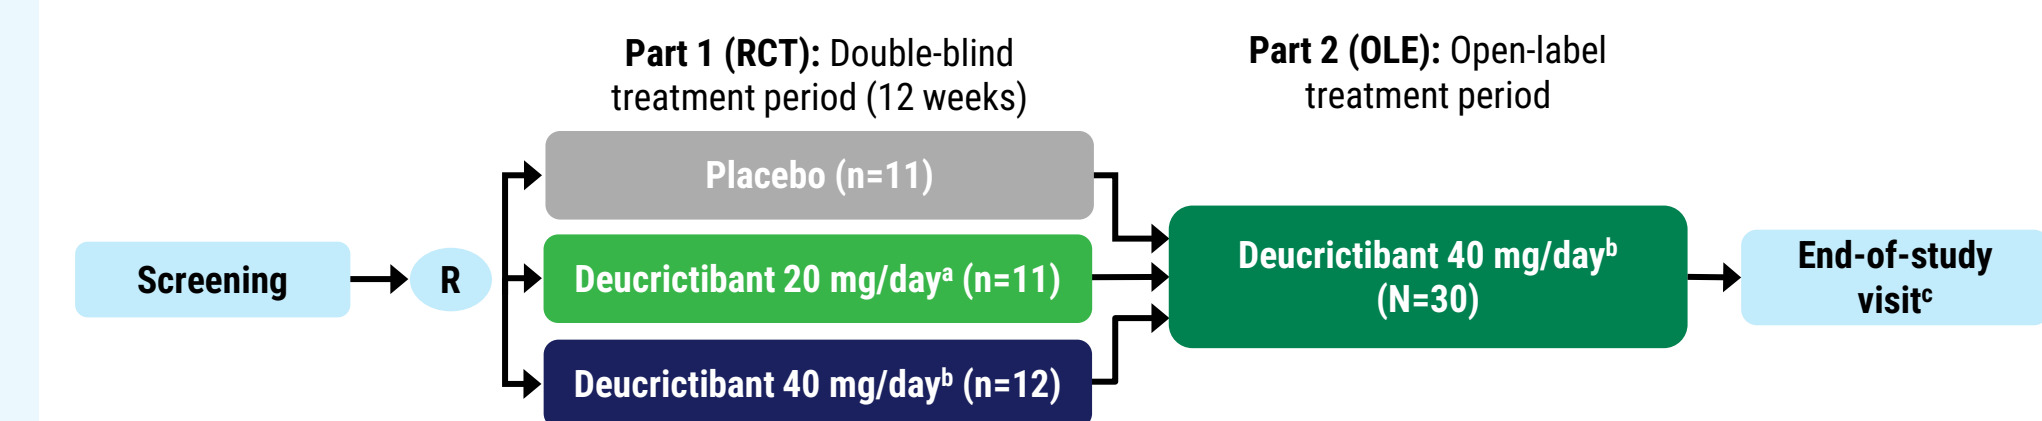 Part 1 (RCT): Double-blind
treatment period (12 weeks)
Part 2 (OLE): Open-label
treatment period
Screening
R
Placebo (n=11)
Deucrictibant 20 mg/dayᵃ (n=11)
Deucrictibant 40 mg/dayᵇ (n=12)
Deucrictibant 40 mg/dayᵇ
(N=30)
End-of-study
visitᶜ